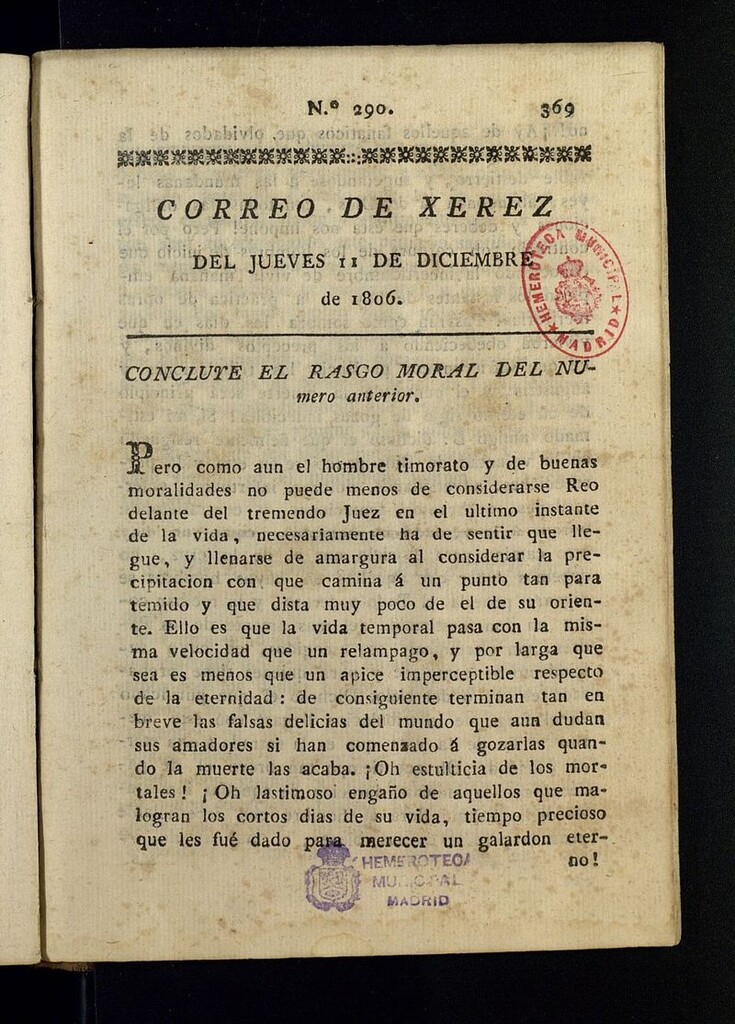 N.º 290. 369
CORREO DE XEREZ
DEL JUEVES 11 DE DICIEMBRE
de 1806.
HEMEROTECA MUNICIPAL
★ MADRID ★
CONCLUYE EL RASGO MORAL DEL NU-
mero anterior.
Pero como aun el hombre timorato y de buenas
moralidades no puede menos de considerarse Reo
delante del tremendo Juez en el ultimo instante
de la vida, necesariamente ha de sentir que lle-
gue, y llenarse de amargura al considerar la pre-
cipitacion con que camina á un punto tan para
temido y que dista muy poco de el de su orien-
te. Ello es que la vida temporal pasa con la mis-
ma velocidad que un relampago, y por larga que
sea es menos que un apice imperceptible respecto
de la eternidad: de consiguiente terminan tan en
breve las falsas delicias del mundo que aun dudan
sus amadores si han comenzado á gozarlas quan-
do la muerte las acaba. ¡Oh estulticia de los mor-
tales! ¡Oh lastimoso engaño de aquellos que ma-
logran los cortos dias de su vida, tiempo precioso
que les fué dado para merecer un galardon eter-
no!
HEMEROTECA
MUNICIPAL
MADRID